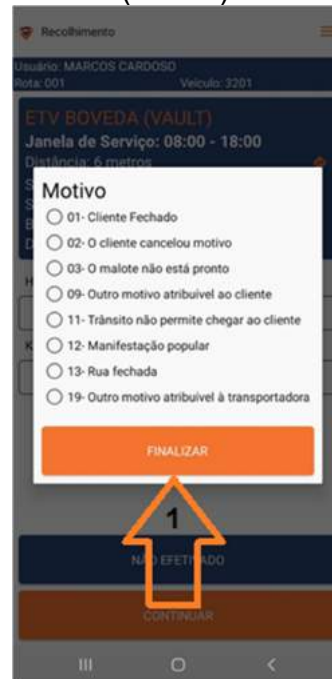 Recolhimento
Usuário: MARCOS CARDOSO
Rota: 001 Veículo: 3201
ETV BOVEDA (VAULT)
Janela de Serviço: 08:00 - 18:00
Distância: 6 metros
Motivo
01- Cliente Fechado
02- O cliente cancelou motivo
03- O malote não está pronto
09- Outro motivo atribuivel ao cliente
11- Trânsito não permite chegar ao cliente
12- Manifestação popular
13- Rua fechada
19- Outro motivo atribuível à transportadora
FINALIZAR
1
NÃO EFETIVADO
CONTINUAR